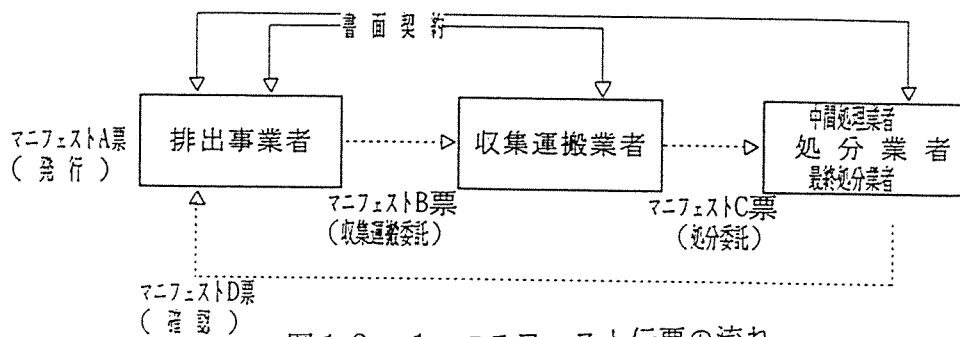 書面契約
マニフェストA票
(発行)
排出事業者
収集運搬業者
中間処理業者
処分業者
最終処分業者
マニフェストB票
(収集運搬委託)
マニフェストC票
(処分委託)
マニフェストD票
(確認)